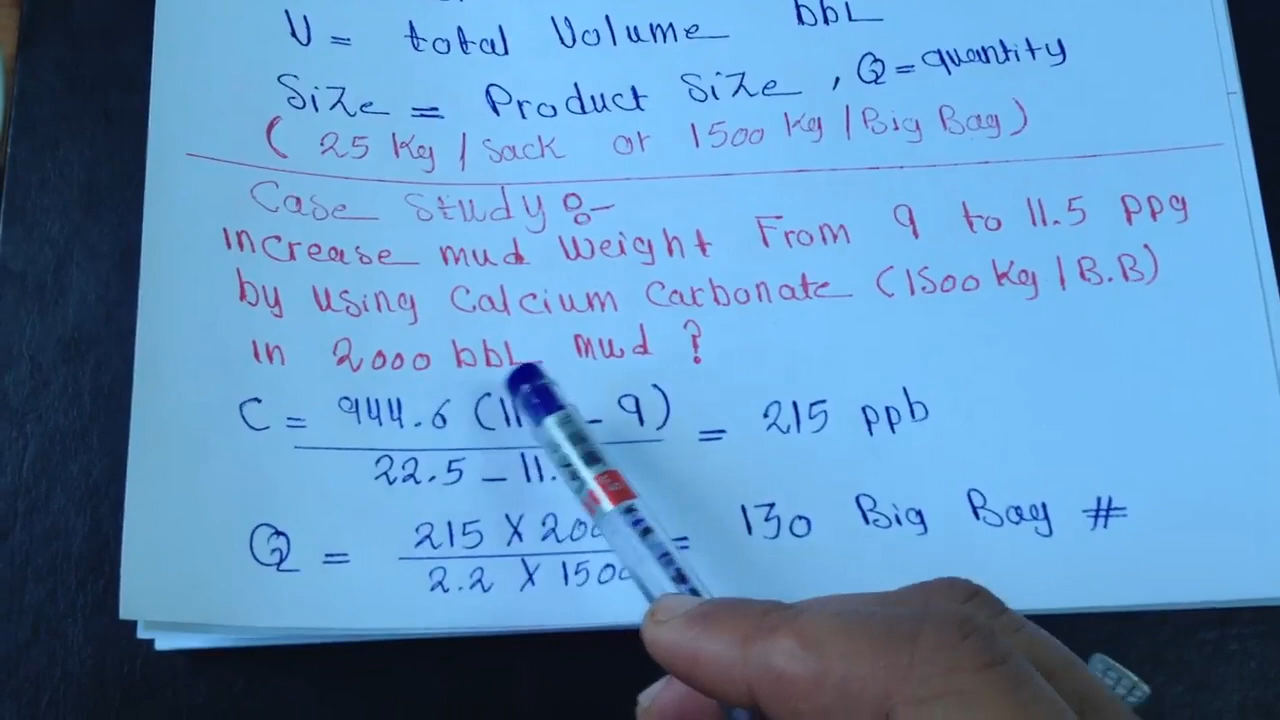 V = total Volume bbL
Size = Product Size , Q = quantity
( 25 Kg / Sack or 1500 Kg / Big Bag )
Case Study :-
increase mud weight From 9 to 11.5 ppg
by using Calcium Carbonate (1500 Kg / B.B)
in 2000 bbL mud ?
C = 944.6 (11 - 9) = 215 ppb
22.5 - 11.
Q = 215 X 200 = 130 Big Bag #
2.2 X 150